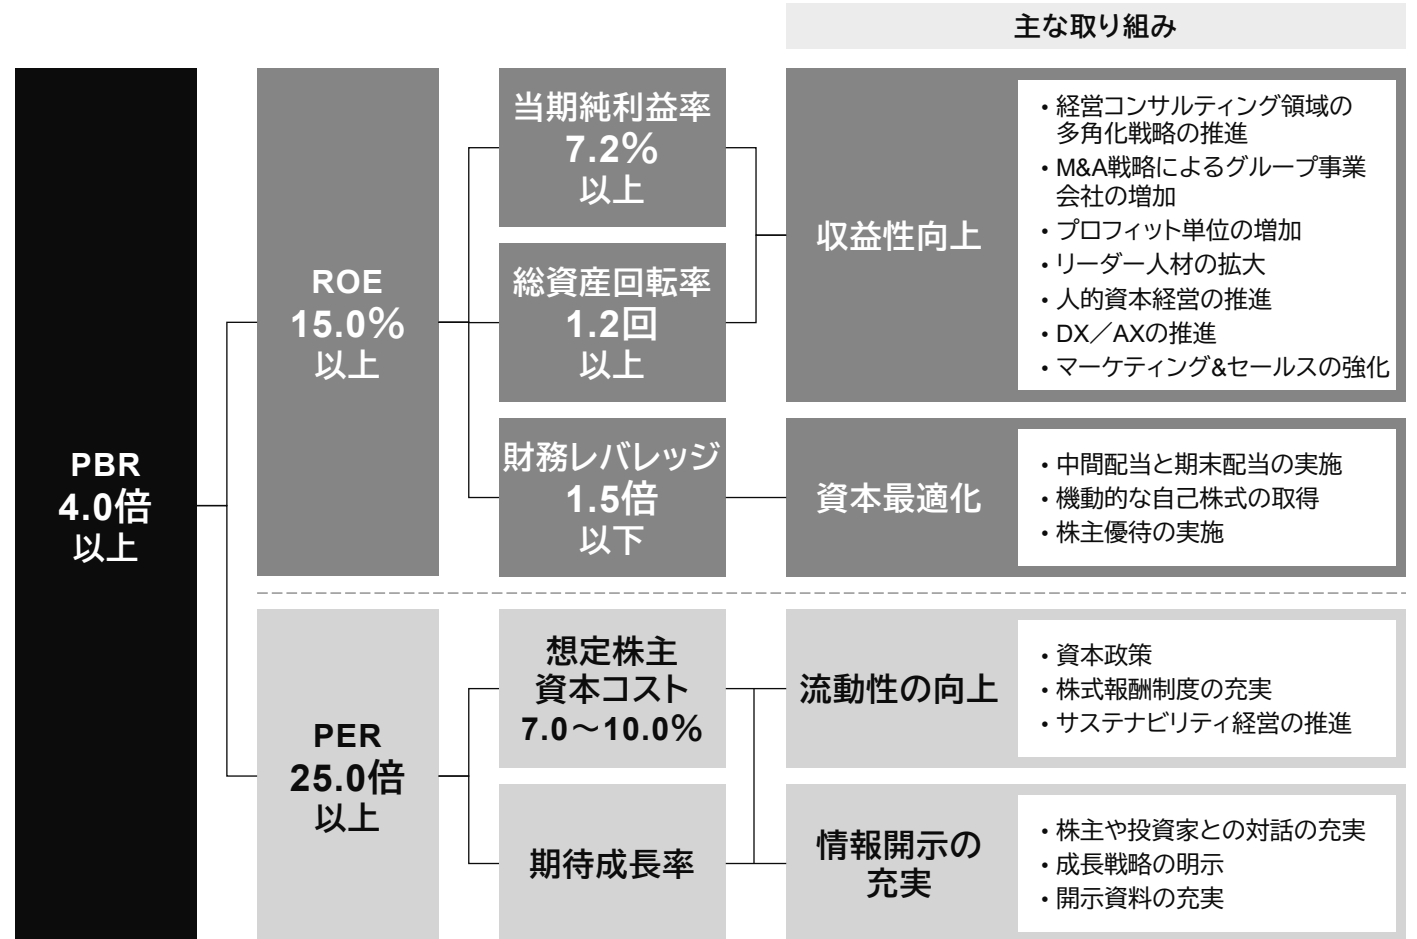 主な取り組み
PBR
4.0倍
以上
ROE
15.0%
以上
当期純利益率
7.2%
以上
総資産回転率
1.2回
以上
収益性向上
・経営コンサルティング領域の
多角化戦略の推進
・M&A戦略によるグループ事業
会社の増加
・プロフィット単位の増加
・リーダー人材の拡大
・人的資本経営の推進
・DX／AXの推進
・マーケティング&セールスの強化
財務レバレッジ
1.5倍
以下
資本最適化
・中間配当と期末配当の実施
・機動的な自己株式の取得
・株主優待の実施
PER
25.0倍
以上
想定株主
資本コスト
7.0～10.0%
流動性の向上
・資本政策
・株式報酬制度の充実
・サステナビリティ経営の推進
期待成長率
情報開示の
充実
・株主や投資家との対話の充実
・成長戦略の明示
・開示資料の充実